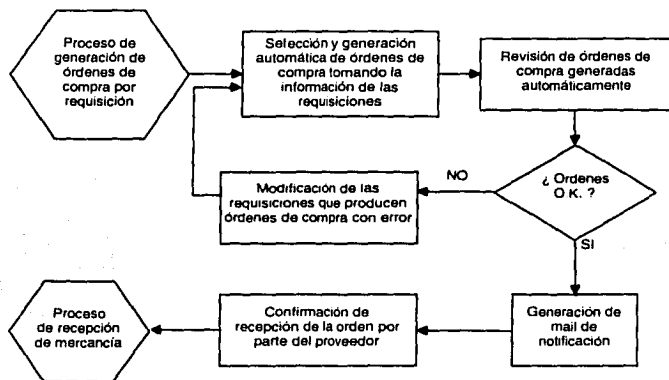 Proceso de
generación de
órdenes de
compra por
requisición
Selección y generación
automática de órdenes de
compra tomando la
información de las
requisiciones
Revisión de órdenes de
compra generadas
automáticamente
¿ Ordenes
O K. ?
NO
SI
Modificación de las
requisiciones que producen
órdenes de compra con error
Generación de
mail de
notificación
Confirmación de
recepción de la orden por
parte del proveedor
Proceso
de recepción
de mercancía